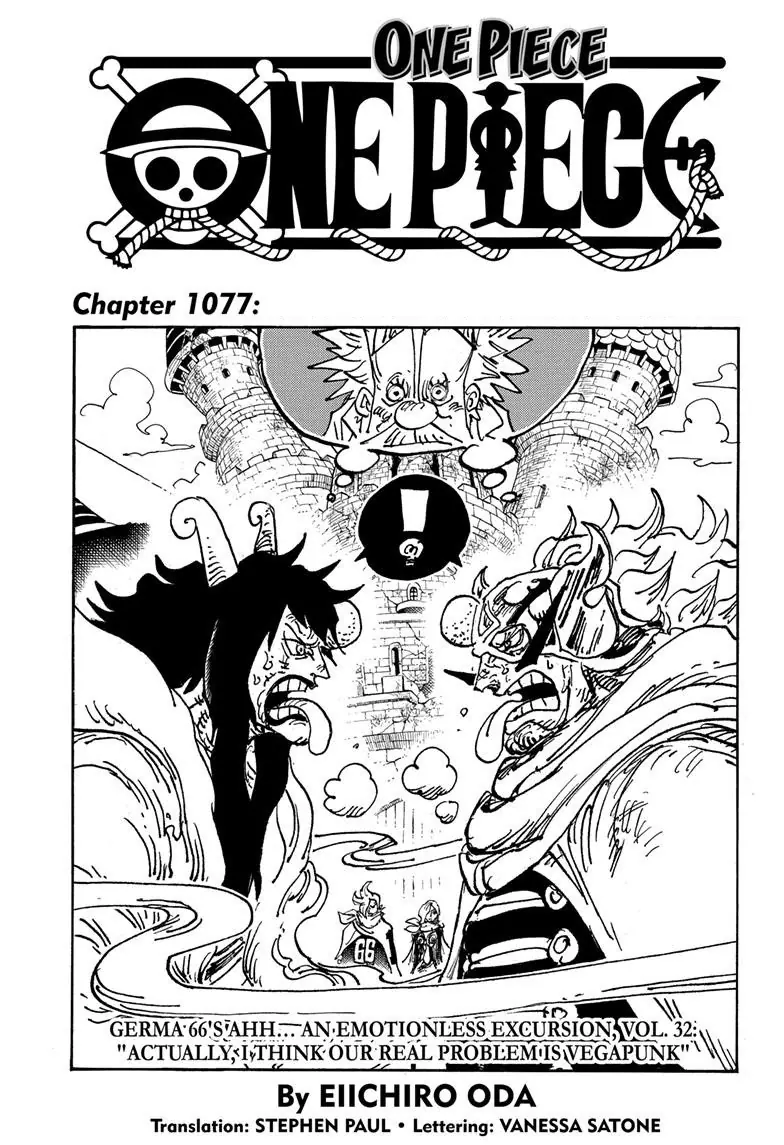 ONE PIECE
ONE PIECE
Chapter 1077:
!
66
GERMA 66'S AHH... AN EMOTIONLESS EXCURSION, VOL. 32:
"ACTUALLY, I THINK OUR REAL PROBLEM IS VEGAPUNK"
By EIICHIRO ODA
Translation: STEPHEN PAUL • Lettering: VANESSA SATONE